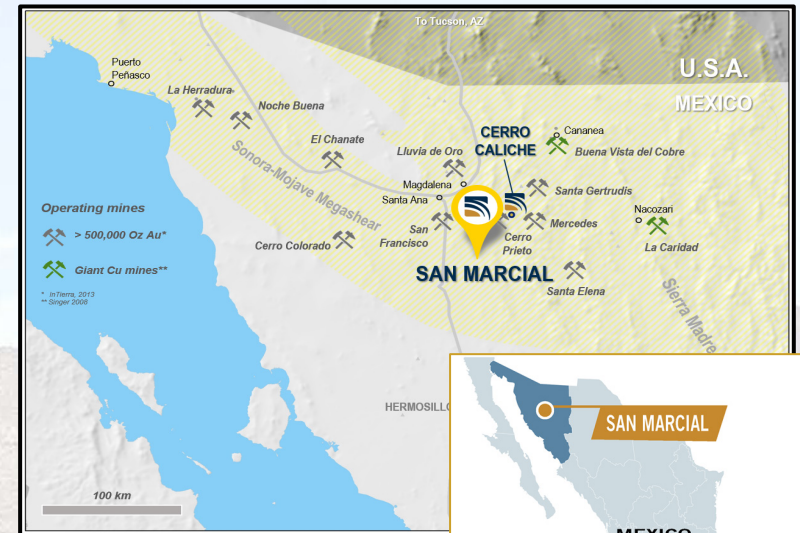 To Tucson, AZ
U.S.A.
MEXICO
Puerto
Peñasco
La Herradura
Noche Buena
El Chanate
Sonora-Mojave Megashear
Lluvia de Oro
CERRO
CALICHE
Cananea
Buena Vista del Cobre
Magdalena
Santa Ana
Santa Gertrudis
San
Francisco
Cerro
Prieto
Mercedes
Nacozari
La Caridad
Cerro Colorado
SAN MARCIAL
Santa Elena
Sierra Madre
Operating mines
> 500,000 Oz Au*
Giant Cu mines**
* InTierra, 2013
** Singer 2008
HERMOSILLO
100 km
SAN MARCIAL
MEXICO